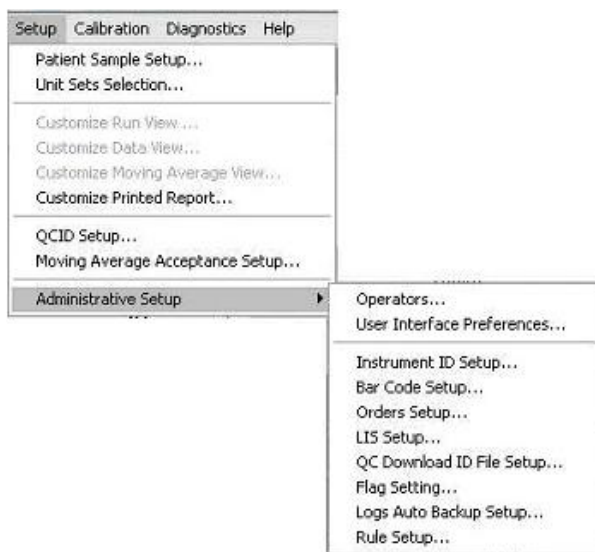 Setup Calibration Diagnostics Help
Patient Sample Setup...
Unit Sets Selection...
Customize Run View ...
Customize Data View...
Customize Moving Average View...
Customize Printed Report...
QCID Setup...
Moving Average Acceptance Setup...
Administrative Setup
Operators...
User Interface Preferences...
Instrument ID Setup...
Bar Code Setup...
Orders Setup...
LIS Setup...
QC Download ID File Setup...
Flag Setting...
Logs Auto Backup Setup...
Rule Setup...